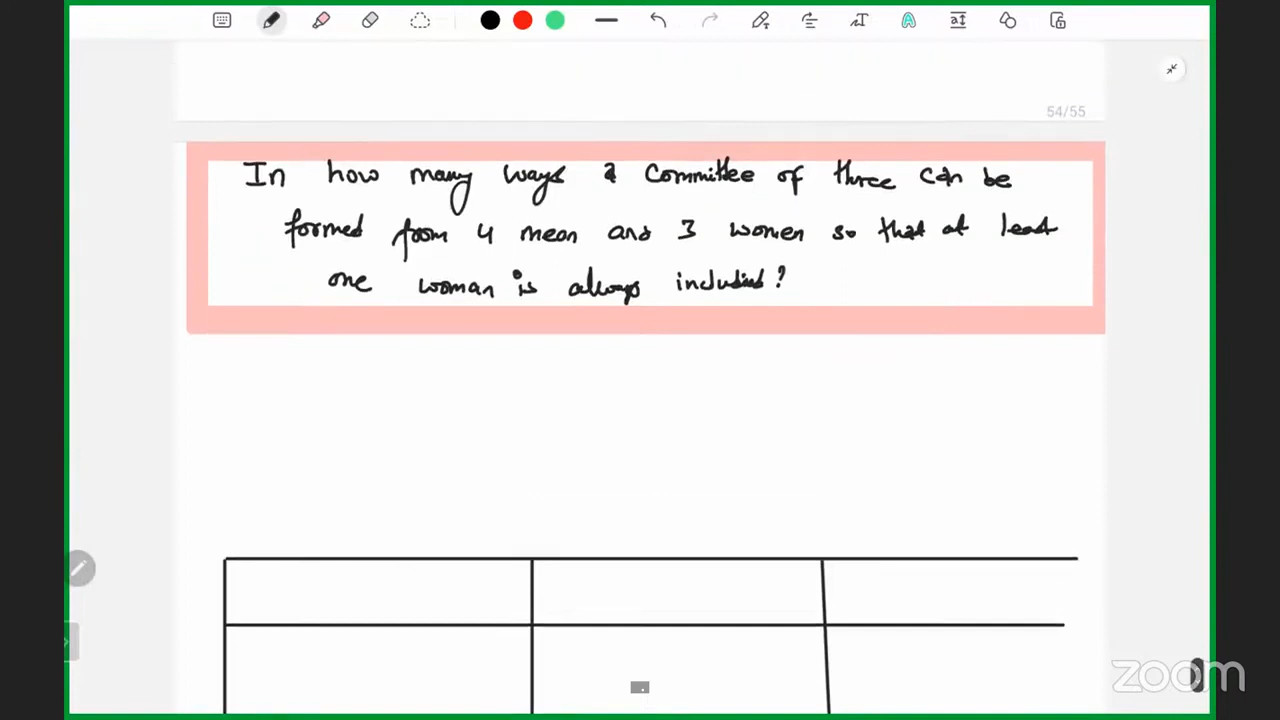 54/55
In how many ways a committee of three can be
formed from 4 mean and 3 women so that at least
one woman is always included?
zoom